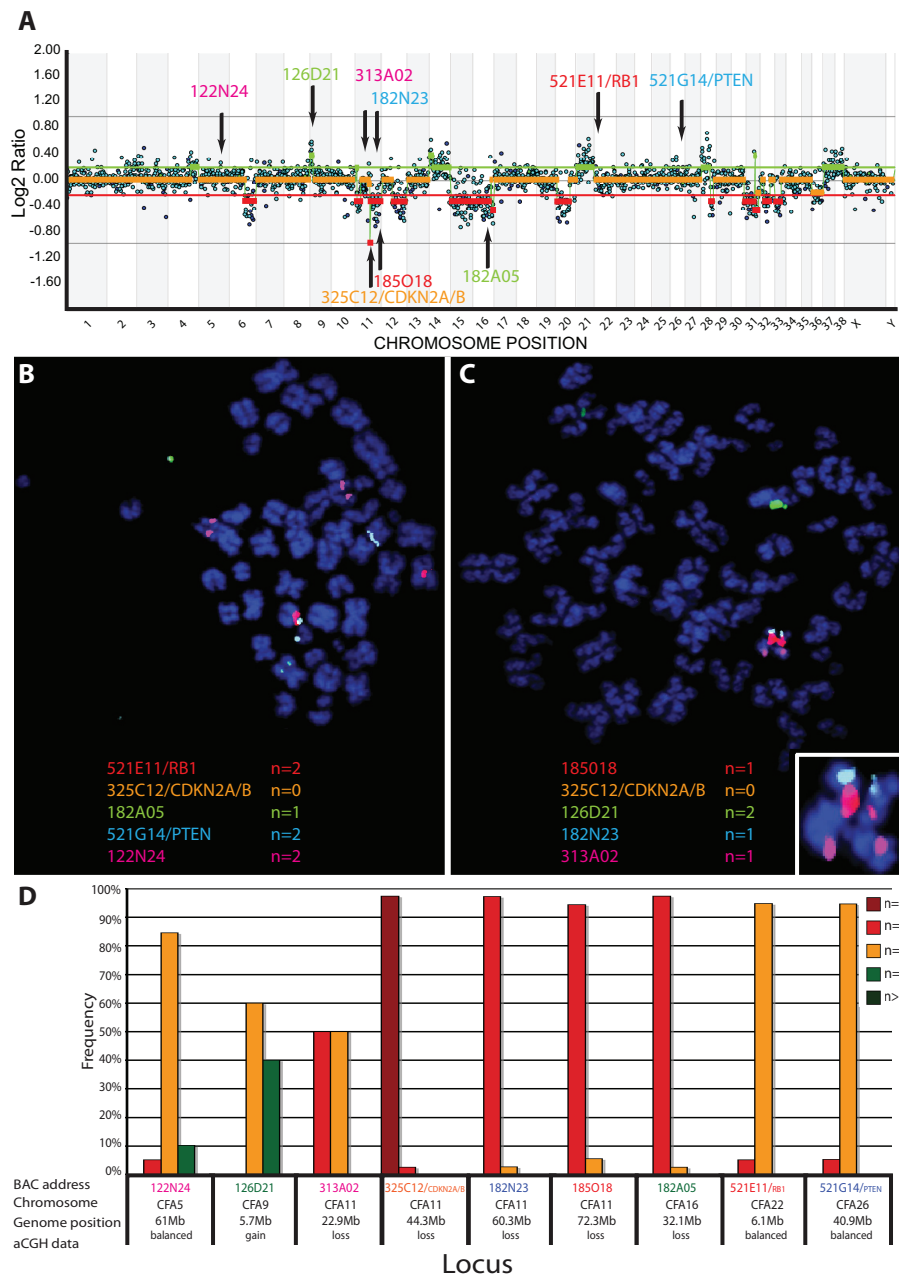 A
2.00
1.60
1.20
0.80
0.40
0.00
-0.40
-0.80
-1.20
-1.60
Log2 Ratio
122N24
126D21
313A02
182N23
521E11/RB1
521G14/PTEN
185O18
325C12/CDKN2A/B
182A05
1 2 3 4 5 6 7 8 9 10 11 12 13 14 15 16 17 18 19 20 21 22 23 24 25 26 27 28 29 30 31 32 33 34 35 36 37 38 X Y
CHROMOSOME POSITION
B
521E11/RB1 n=2
325C12/CDKN2A/B n=0
182A05 n=1
521G14/PTEN n=2
122N24 n=2
C
185018 n=1
325C12/CDKN2A/B n=0
126D21 n=2
182N23 n=1
313A02 n=1
D
100%
90%
80%
70%
60%
50%
40%
30%
20%
10%
0%
Frequency
n=
n=
n=
n=
n>
BAC address 122N24 126D21 313A02 325C12/CDKN2A/B 182N23 185O18 182A05 521E11/RB1 521G14/PTEN
Chromosome CFA5 CFA9 CFA11 CFA11 CFA11 CFA11 CFA16 CFA22 CFA26
Genome position 61Mb 5.7Mb 22.9Mb 44.3Mb 60.3Mb 72.3Mb 32.1Mb 6.1Mb 40.9Mb
aCGH data balanced gain loss loss loss loss loss balanced balanced
Locus